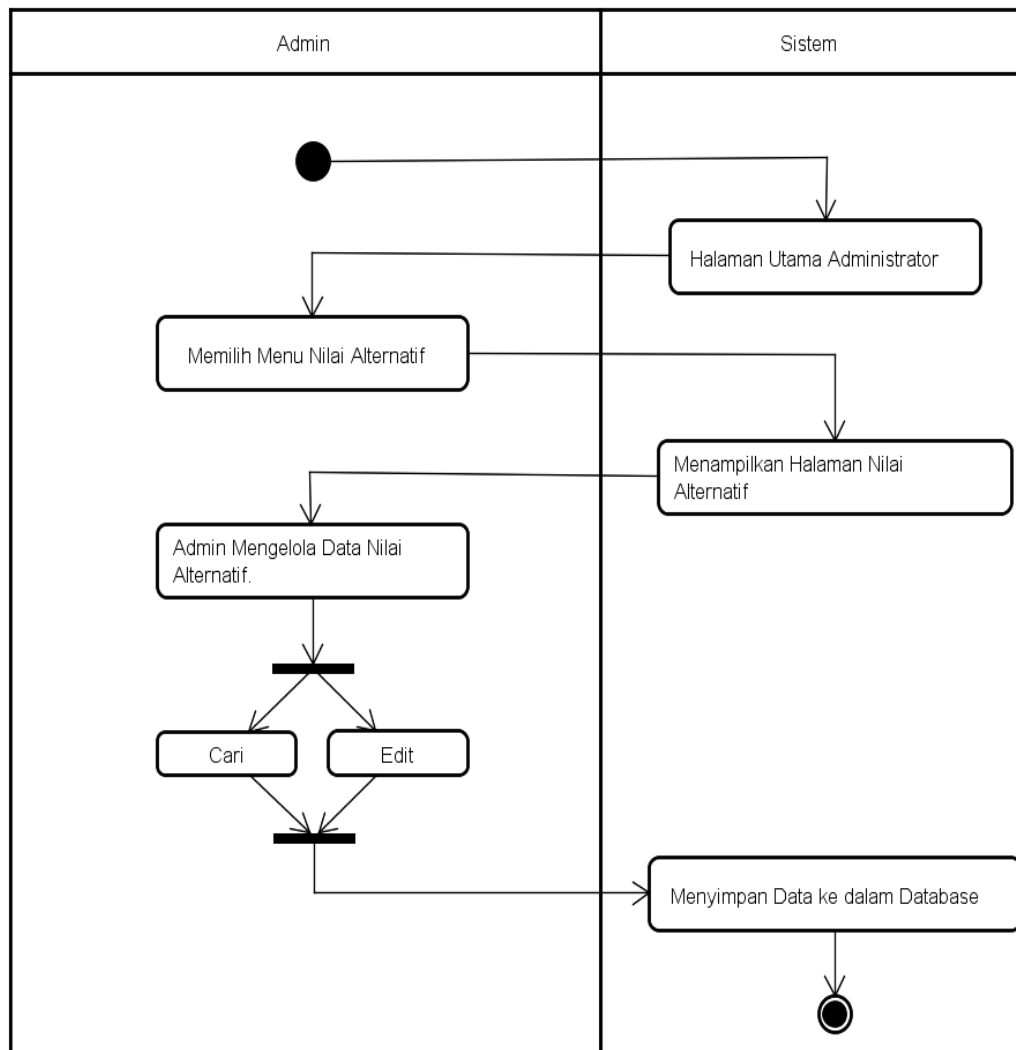 Admin
Sistem
Halaman Utama Administrator
Memilih Menu Nilai Alternatif
Menampilkan Halaman Nilai
Alternatif
Admin Mengelola Data Nilai
Alternatif.
Cari
Edit
Menyimpan Data ke dalam Database